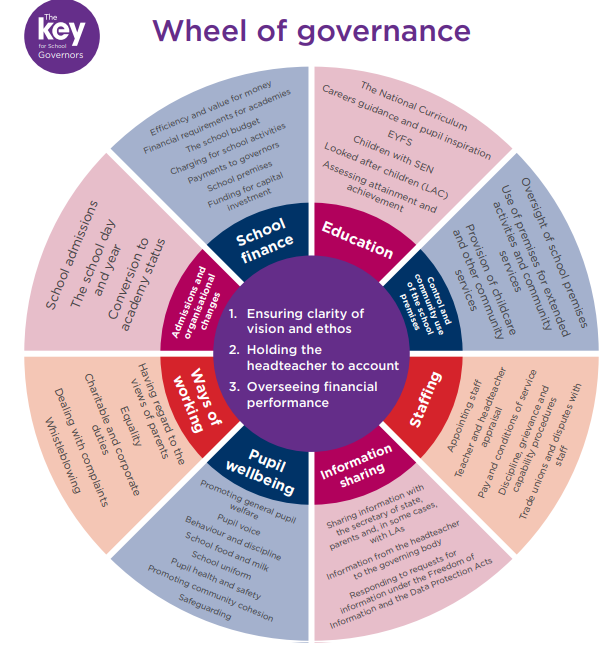 The
key
for School
Governors
Wheel of governance
Efficiency and value for money
Financial requirements for academies
The school budget
Charging for school activities
Payments to governors
School premises
Funding for capital
investment
School
finance
The National Curriculum
Careers guidance and pupil inspiration
EYFS
Children with SEN
Looked after children (LAC)
Assessing attainment and
achievement
Education
Oversight of school premises
Use of premises for extended
activities and community
services
Provision of childcare
and other community
services
Control and
community use
of the school
premises
Appointing staff
Teacher and headteacher
appraisal
Pay and conditions of service
Discipline, grievance and
capability procedures
Trade unions and disputes with
staff
Staffing
Information
sharing
Sharing information with
the secretary of state,
parents and, in some cases,
with LAs
Information from the headteacher
to the governing body
Responding to requests for
information under the Freedom of
Information and the Data Protection Acts
Pupil
wellbeing
Promoting general pupil
welfare
Pupil voice
Behaviour and discipline
School food and milk
School uniform
Pupil health and safety
Promoting community cohesion
Safeguarding
Ways of
working
Having regard to the
views of parents
Equality
Charitable and corporate
duties
Dealing with complaints
Whistleblowing
School admissions
The school day
and year
Conversion to
academy status
Admissions and
organisational
changes
1. Ensuring clarity of
vision and ethos
2. Holding the
headteacher to account
3. Overseeing financial
performance